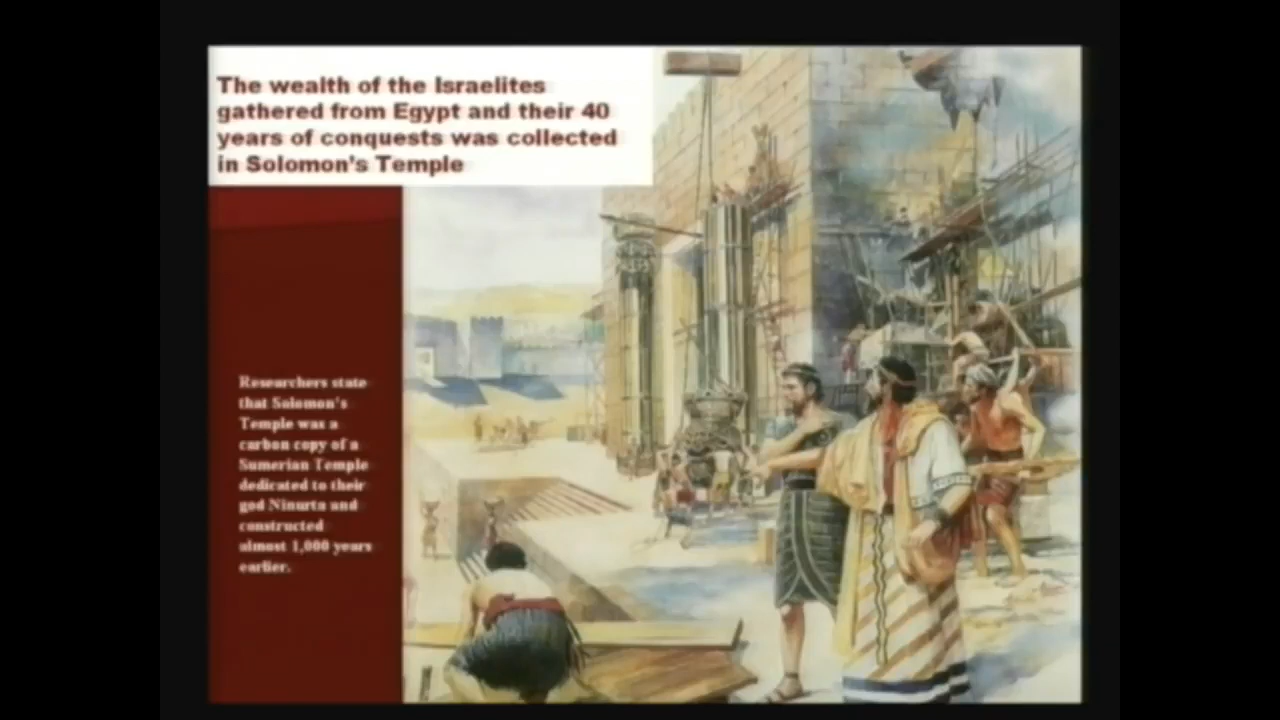 The wealth of the Israelites
gathered from Egypt and their 40
years of conquests was collected
in Solomon's Temple
Researchers state
that Solomon's
Temple was a
carbon copy of a
Sumerian Temple
dedicated to their
god Ninurta and
constructed
almost 1,000 years
earlier.